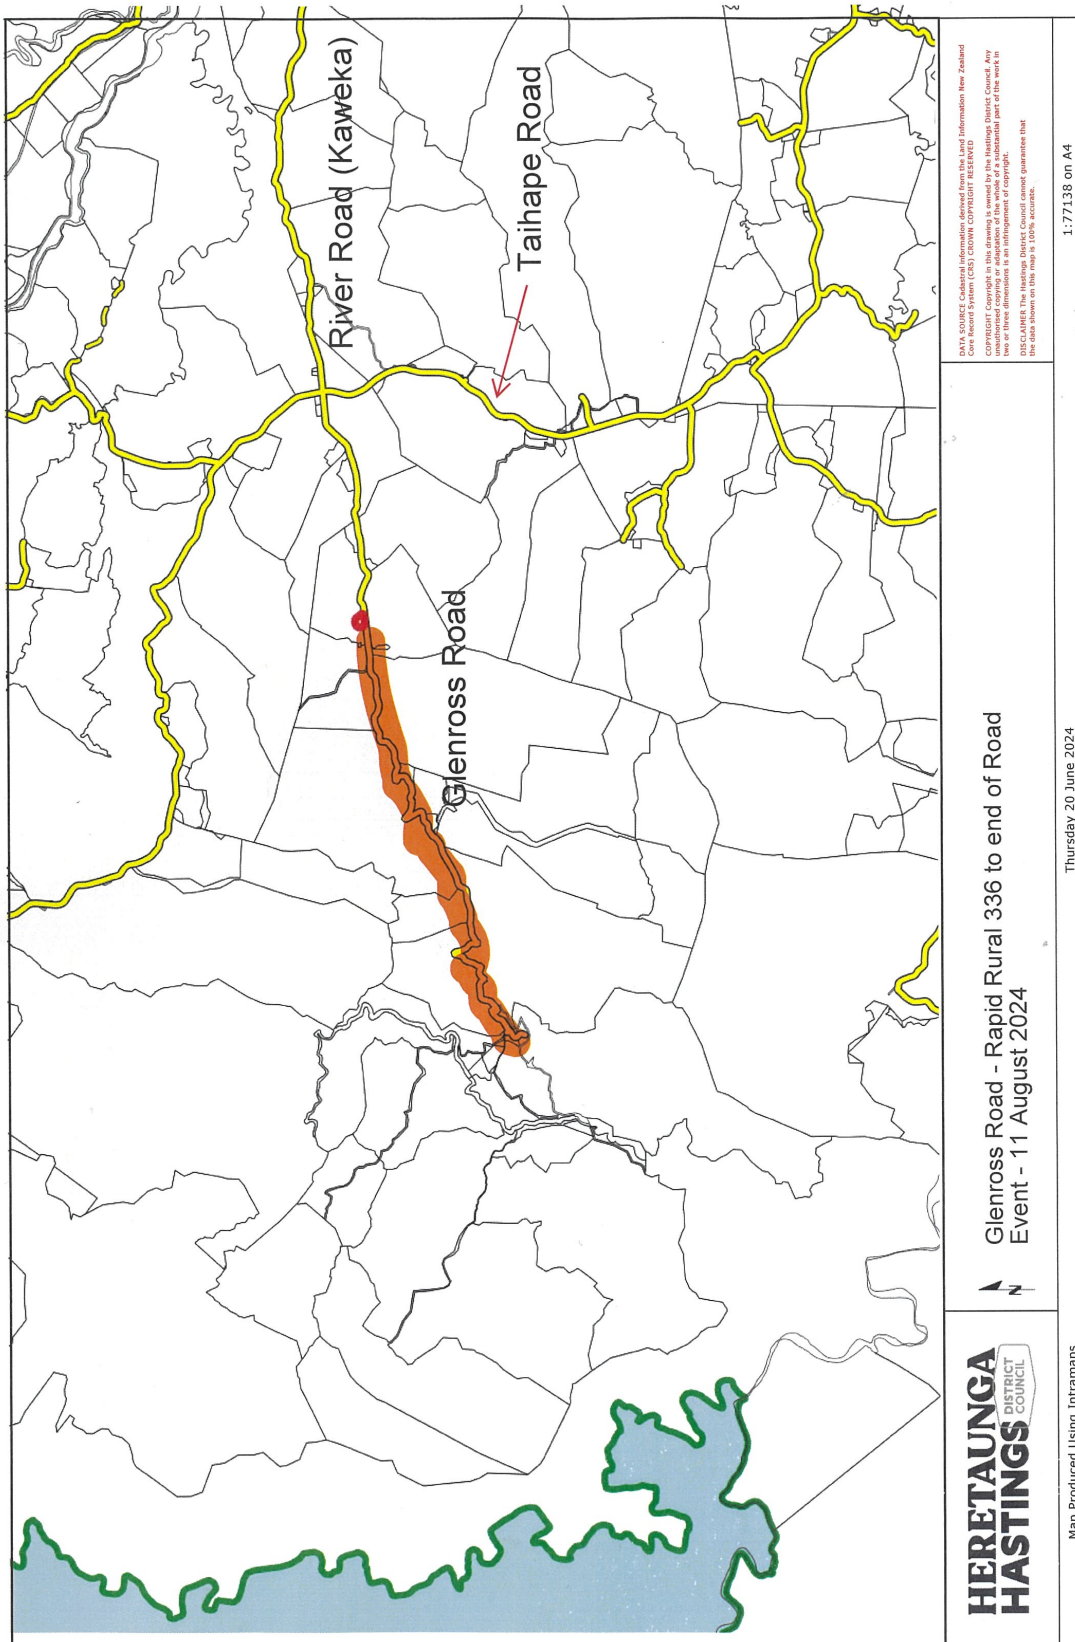 River Road (Kaweka)
Taihape Road
Glenross Road
HERETAUNGA
HASTINGS
DISTRICT
COUNCIL
N
Glenross Road - Rapid Rural 336 to end of Road
Event - 11 August 2024
DATA SOURCE Cadastral information derived from the Land Information New Zealand
Core Record System (CRS) CROWN COPYRIGHT RESERVED
COPYRIGHT Copyright in this drawing is owned by the Hastings District Council. Any
unauthorised copying or adaptation of the whole of a substantial part of the work in
two or three dimensions is an infringement of copyright.
DISCLAIMER The Hastings District Council cannot guarantee that
the data shown on this map is 100% accurate.
Map Produced Using Intramaps
Thursday 20 June 2024
1:77138 on A4